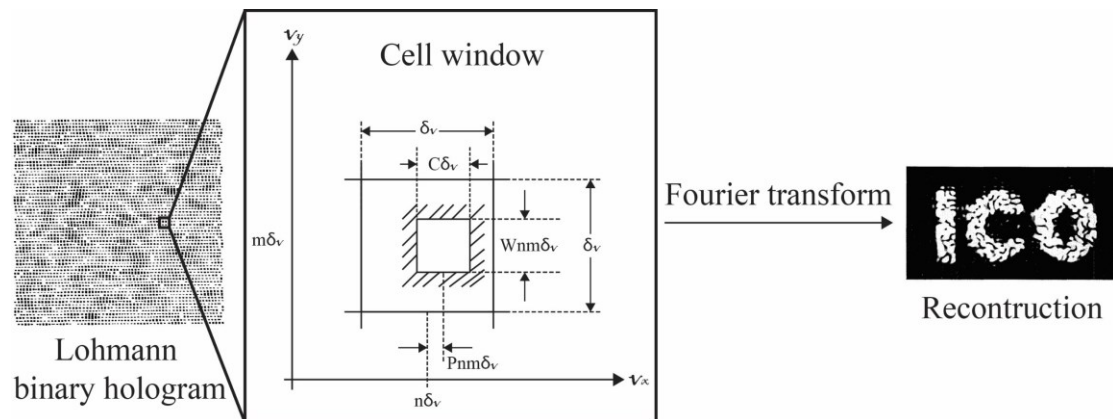 Lohmann
binary hologram
Cell window
νy
δν
Cδν
mδν
Wnmδν
δν
Pnmδν
nδν
νx
Fourier transform
ICO
Recontruction